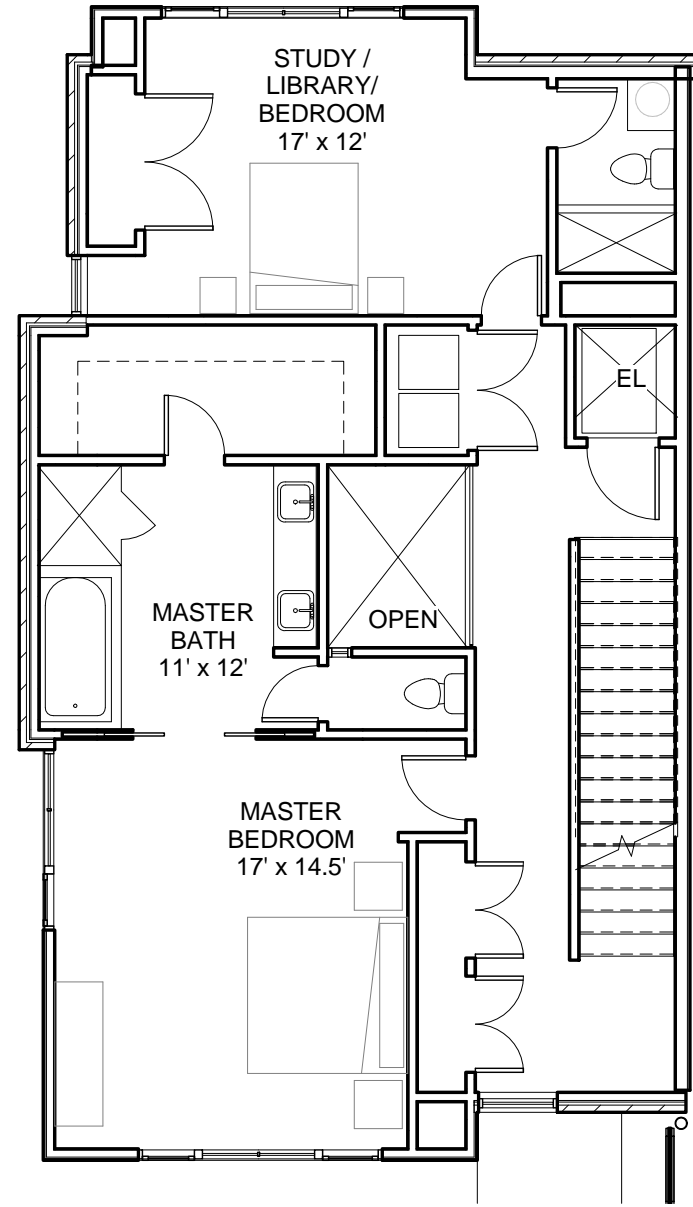 STUDY /
LIBRARY/
BEDROOM
17' x 12'
EL
OPEN
MASTER
BATH
11' x 12'
MASTER
BEDROOM
17' x 14.5'